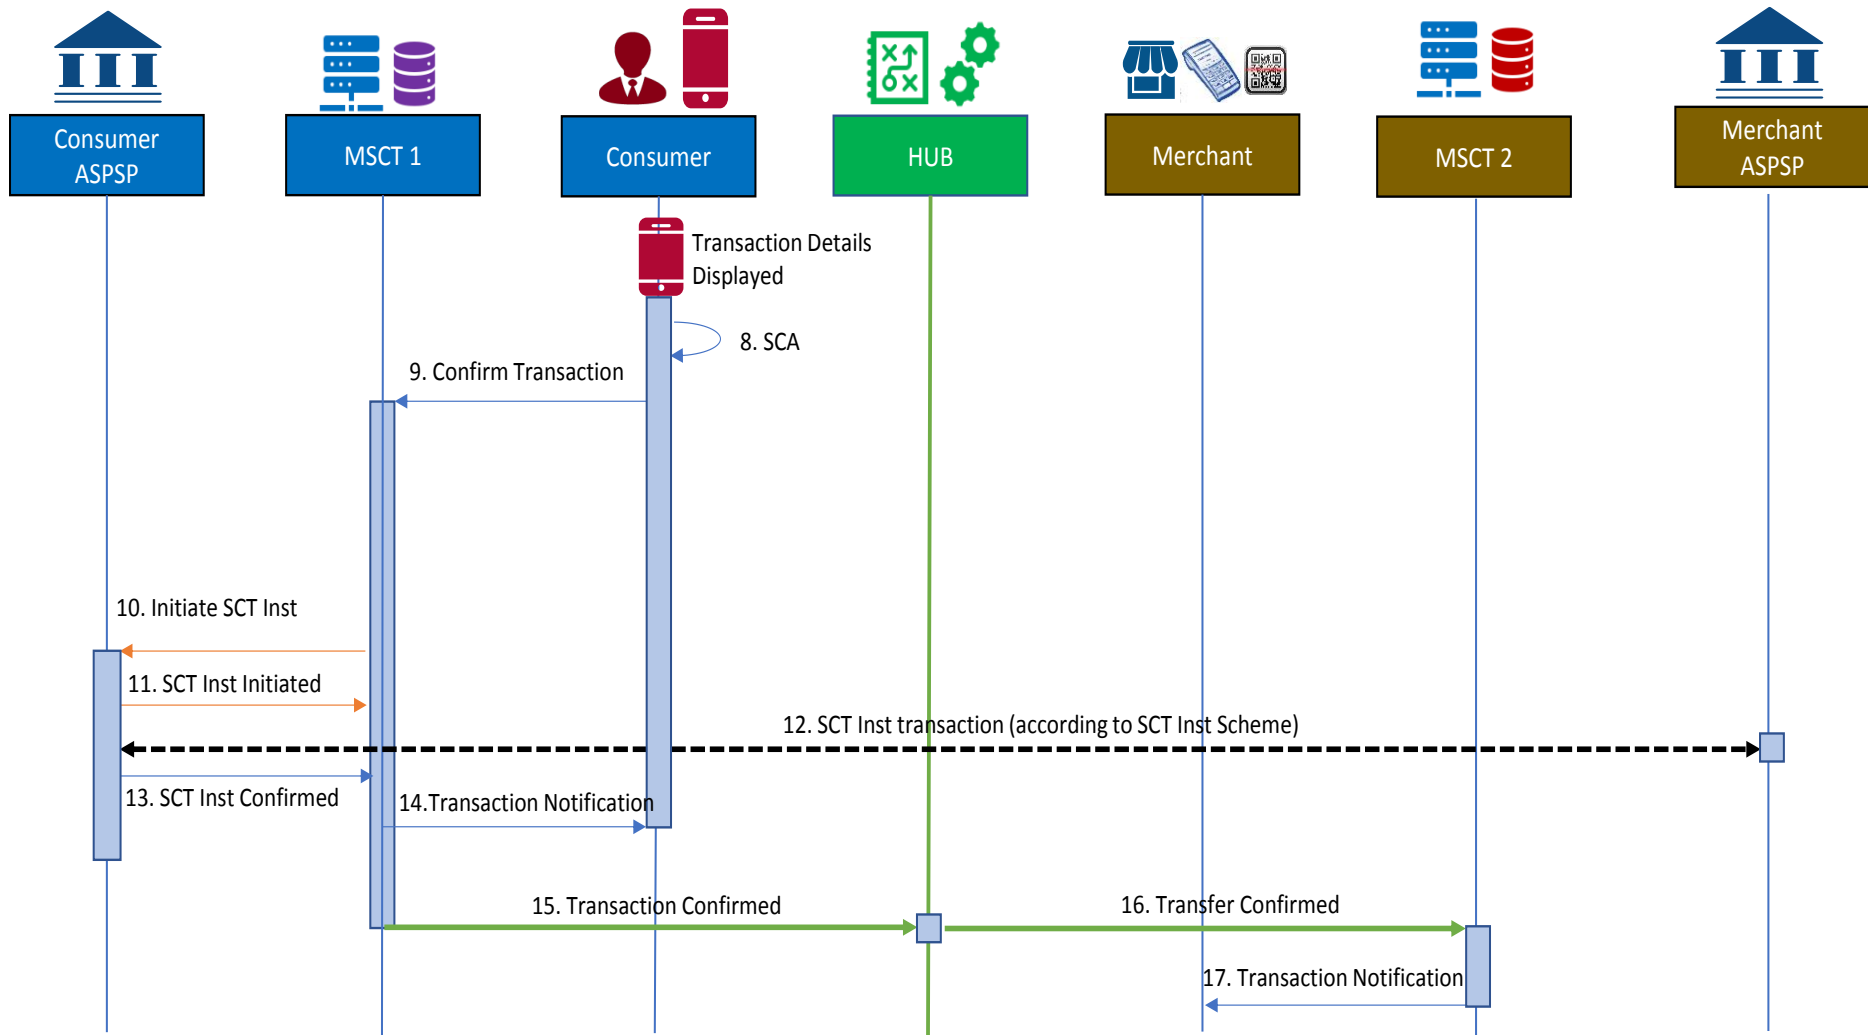 Consumer
ASPSP
MSCT 1
Consumer
HUB
Merchant
MSCT 2
Merchant
ASPSP
Transaction Details
Displayed
8. SCA
9. Confirm Transaction
10. Initiate SCT Inst
11. SCT Inst Initiated
12. SCT Inst transaction (according to SCT Inst Scheme)
13. SCT Inst Confirmed
14.Transaction Notification
15. Transaction Confirmed
16. Transfer Confirmed
17. Transaction Notification